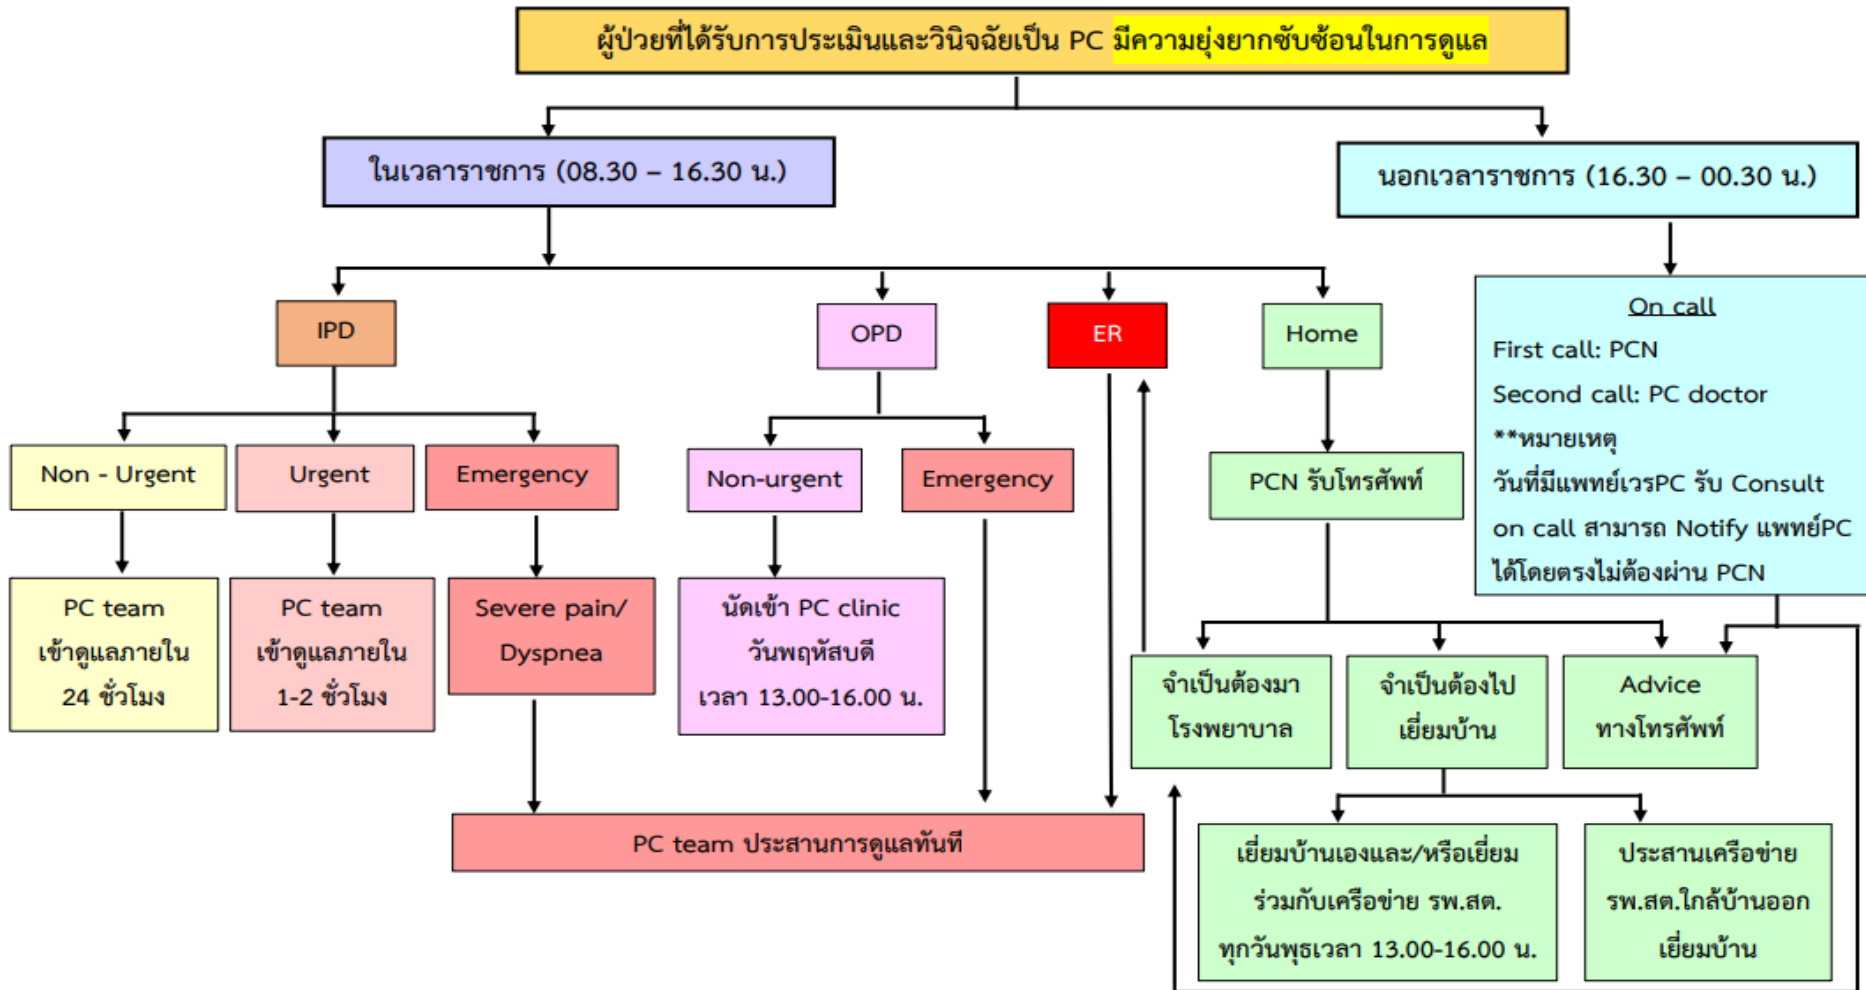 ผู้ป่วยที่ได้รับการประเมินและวินิจฉัยเป็น PC มีความยุ่งยากซับซ้อนในการดูแล
ในเวลาราชการ (08.30 – 16.30 น.)
นอกเวลาราชการ (16.30 – 00.30 น.)
IPD
OPD
ER
Home
On call
First call: PCN
Second call: PC doctor
**หมายเหตุ
วันที่มีแพทย์เวรPC รับ Consult
on call สามารถ Notify แพทย์PC
ได้โดยตรงไม่ต้องผ่าน PCN
Non - Urgent
Urgent
Emergency
Non-urgent
Emergency
PCN รับโทรศัพท์
PC team
เข้าดูแลภายใน
24 ชั่วโมง
PC team
เข้าดูแลภายใน
1-2 ชั่วโมง
Severe pain/
Dyspnea
นัดเข้า PC clinic
วันพฤหัสบดี
เวลา 13.00-16.00 น.
จำเป็นต้องมา
โรงพยาบาล
จำเป็นต้องไป
เยี่ยมบ้าน
Advice
ทางโทรศัพท์
PC team ประสานการดูแลทันที
เยี่ยมบ้านเองและ/หรือเยี่ยม
ร่วมกับเครือข่าย รพ.สต.
ทุกวันพุธเวลา 13.00-16.00 น.
ประสานเครือข่าย
รพ.สต.ใกล้บ้านออก
เยี่ยมบ้าน